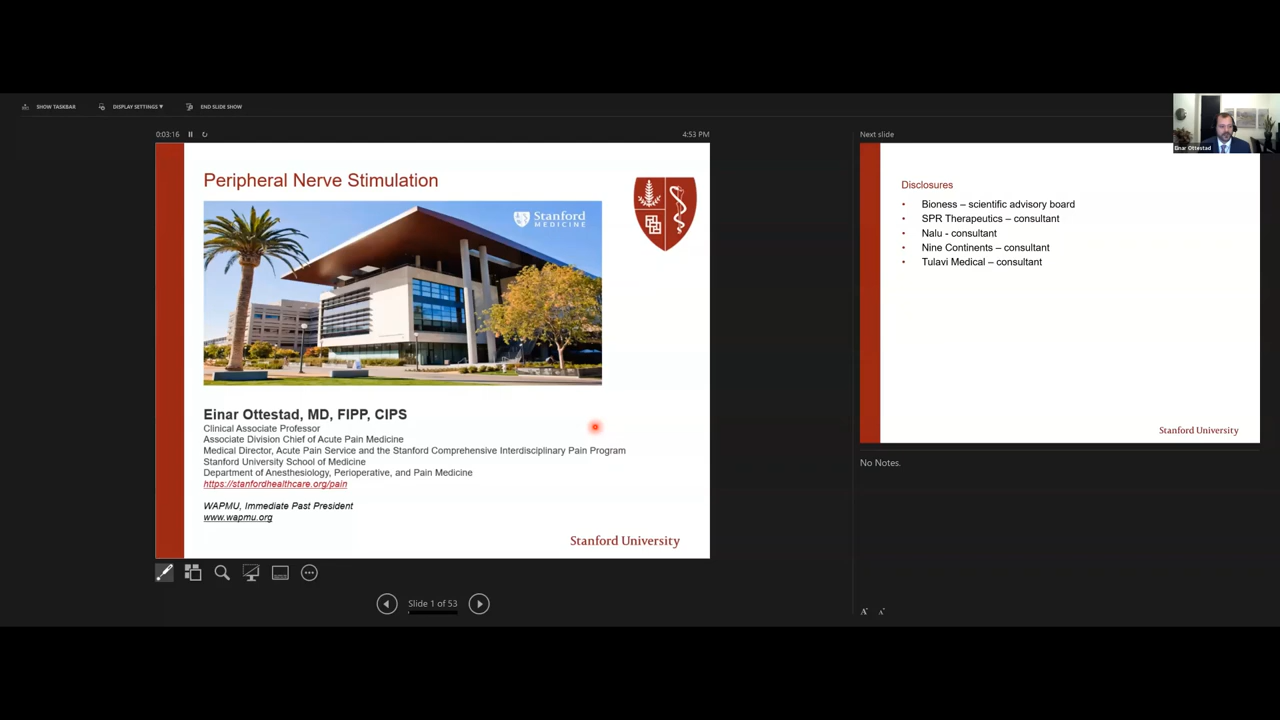 SHOW TASKBAR
DISPLAY SETTINGS ▾
END SLIDE SHOW
0:03:16
4:53 PM
Peripheral Nerve Stimulation
Stanford
MEDICINE
Einar Ottestad, MD, FIPP, CIPS
Clinical Associate Professor
Associate Division Chief of Acute Pain Medicine
Medical Director, Acute Pain Service and the Stanford Comprehensive Interdisciplinary Pain Program
Stanford University School of Medicine
Department of Anesthesiology, Perioperative, and Pain Medicine
https://stanfordhealthcare.org/pain
WAPMU, Immediate Past President
www.wapmu.org
Stanford University
Slide 1 of 53
Next slide
Einar Ottestad
Disclosures
• Bioness – scientific advisory board
• SPR Therapeutics – consultant
• Nalu - consultant
• Nine Continents – consultant
• Tulavi Medical – consultant
Stanford University
No Notes.
A A